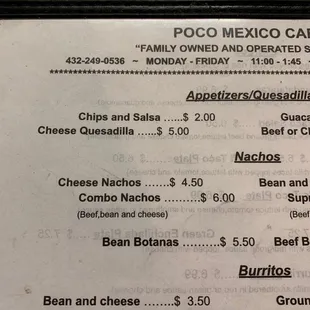 POCO MEXICO CA
"FAMILY OWNED AND OPERATED S
432-249-0536 ~ MONDAY - FRIDAY ~ 11:00 - 1:45 ~
Appetizers/Quesadilla
Chips and Salsa .....$ 2.00 Guaca
Cheese Quesadilla .....$ 5.00 Beef or Cl
Nachos
Cheese Nachos .......$ 4.50 Bean and
Combo Nachos .........$ 6.00 Sup
(Beef,bean and cheese) (Bee
Bean Botanas .........$ 5.50 Beef B
Burritos
Bean and cheese .........$ 3.50 Groun